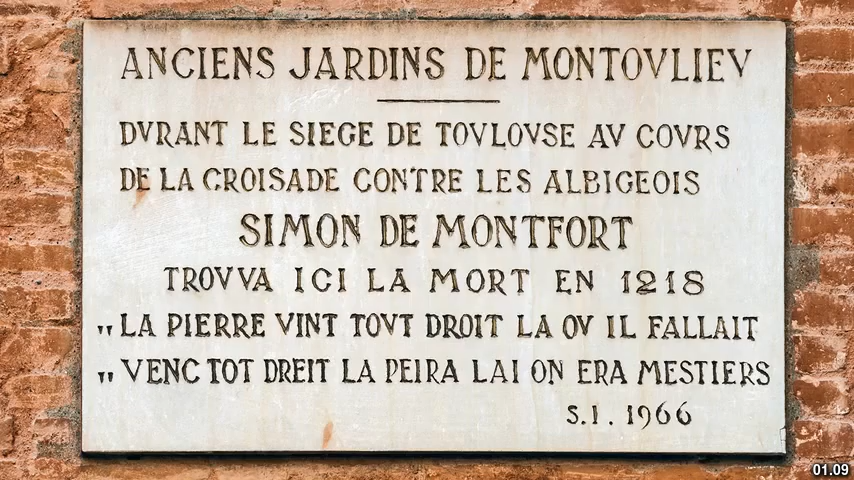 ANCIENS JARDINS DE MONTOVLIEV
DVRANT LE SIEGE DE TOVLOVSE AV COVRS
DE LA CROISADE CONTRE LES ALBIGEOIS
SIMON DE MONTFORT
TROVVA ICI LA MORT EN 1218
„LA PIERRE VINT TOVT DROIT LA OV IL FALLAIT
„VENC TOT DREIT LA PEIRA LAI ON ERA MESTIERS
S.I. 1966
01.09